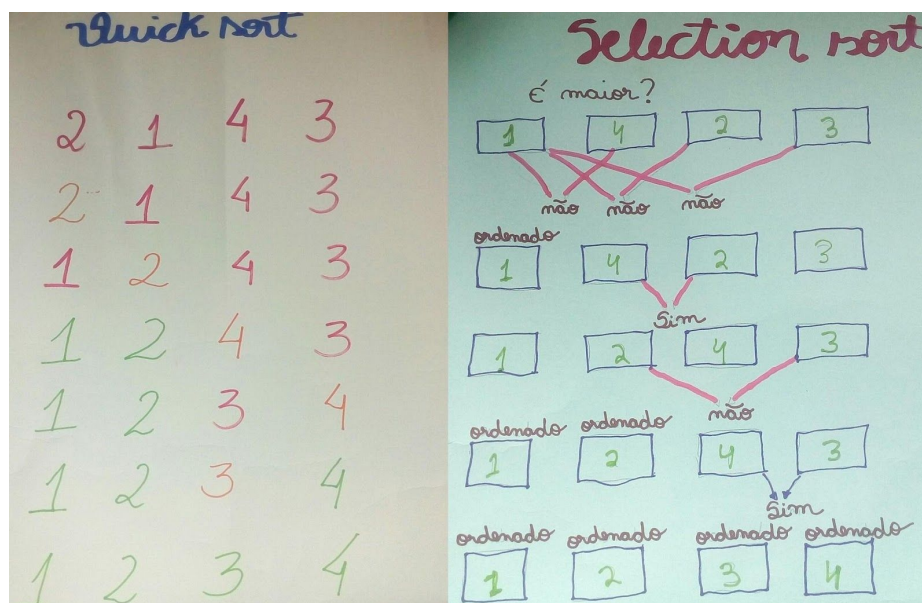 Quick sort
2 1 4 3
2 1 4 3
1 2 4 3
1 2 4 3
1 2 3 4
1 2 3 4
1 2 3 4
Selection sort
É maior?
1 4 2 3
não não não
ordenado
1 4 2 3
Sim
1 2 4 3
não
ordenado ordenado
1 2 4 3
Sim
ordenado ordenado ordenado ordenado
1 2 3 4